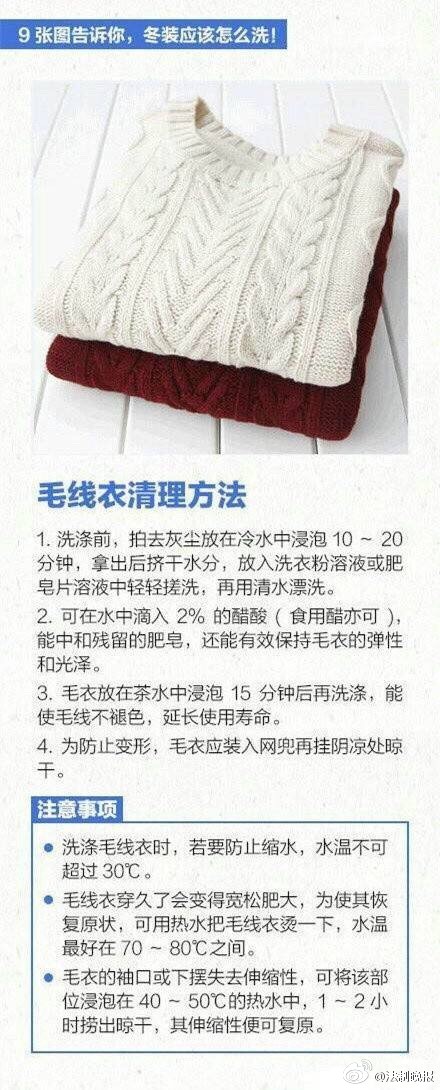 9 张图告诉你，冬装应该怎么洗！
毛线衣清理方法
1. 洗涤前，拍去灰尘放在冷水中浸泡 10 ～ 20
分钟，拿出后挤干水分，放入洗衣粉溶液或肥
皂片溶液中轻轻搓洗，再用清水漂洗。
2. 可在水中滴入 2% 的醋酸（食用醋亦可），
能中和残留的肥皂，还能有效保持毛衣的弹性
和光泽。
3. 毛衣放在茶水中浸泡 15 分钟后再洗涤，能
使毛线不褪色，延长使用寿命。
4. 为防止变形，毛衣应装入网兜再挂阴凉处晾
干。
注意事项
● 洗涤毛线衣时，若要防止缩水，水温不可
超过 30℃。
● 毛线衣穿久了会变得宽松肥大，为使其恢
复原状，可用热水把毛线衣烫一下，水温
最好在 70 ～ 80℃之间。
● 毛衣的袖口或下摆失去伸缩性，可将该部
位浸泡在 40 ～ 50℃的热水中，1 ～ 2 小
时捞出晾干，其伸缩性便可复原。
@法制晚报